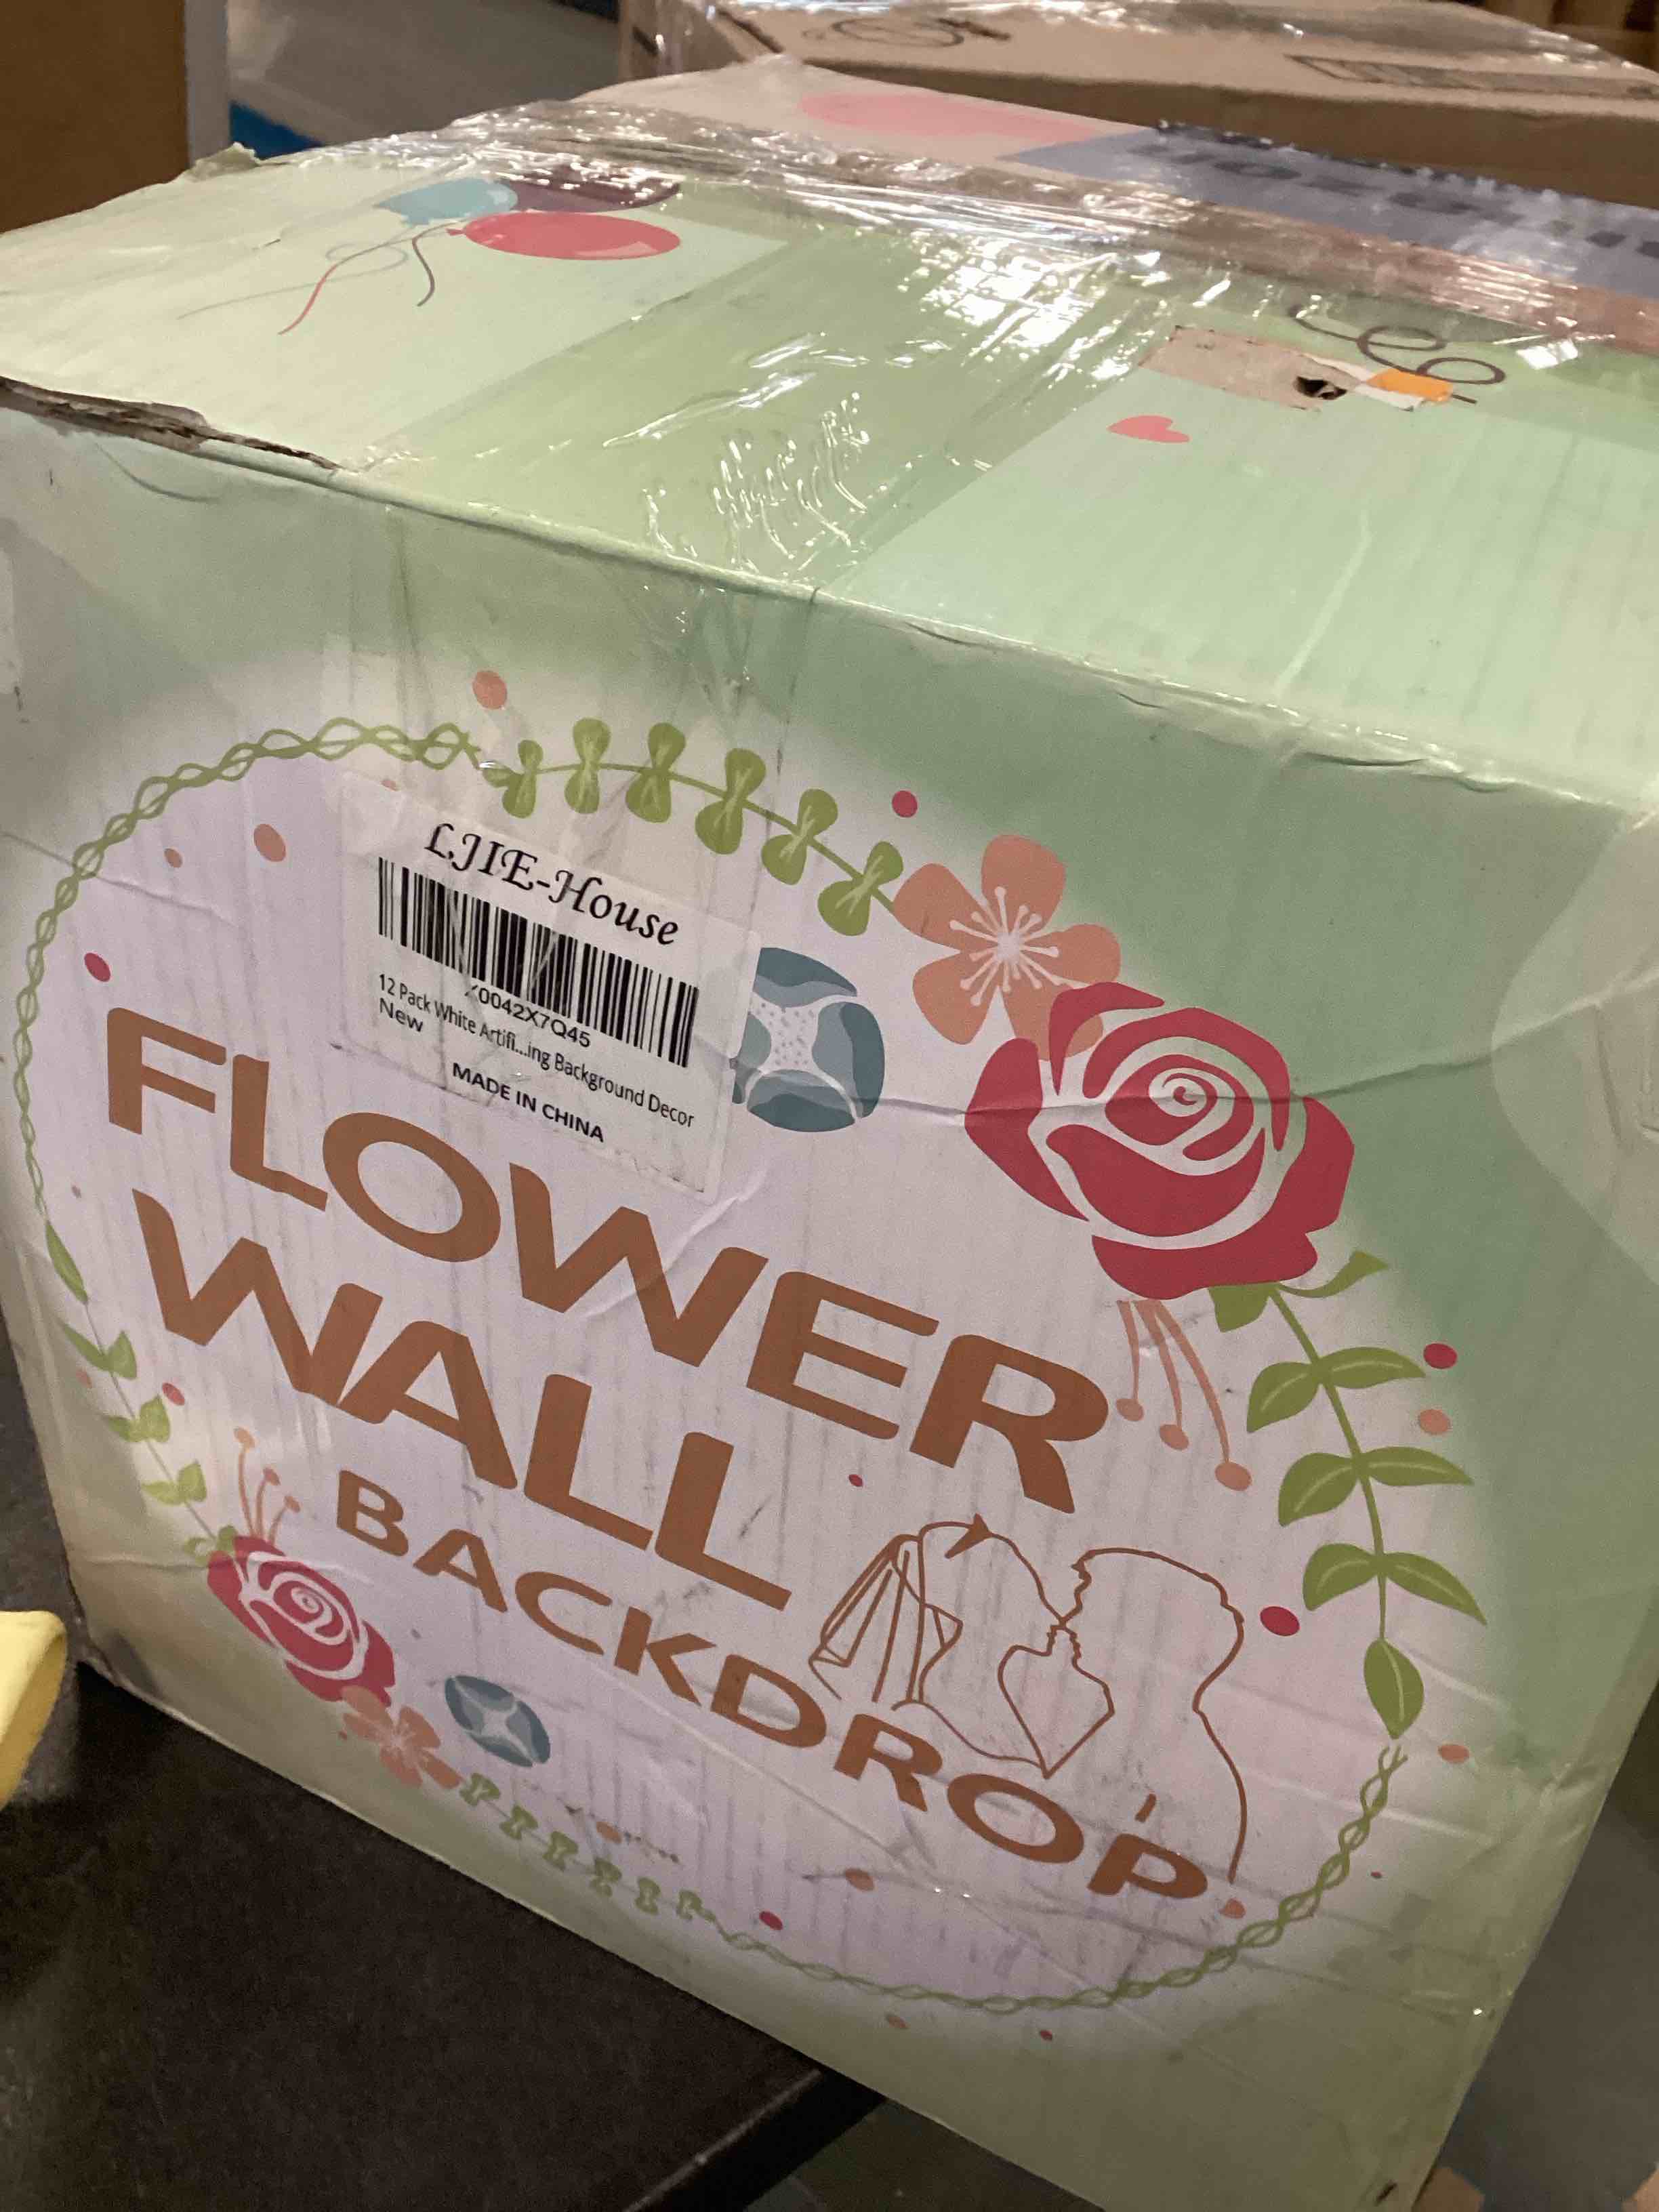 LJIE-House
X0042X7Q45
12 Pack White Artifi...ing Background Decor
New
MADE IN CHINA
FLOWER
WALL
BACKDROP